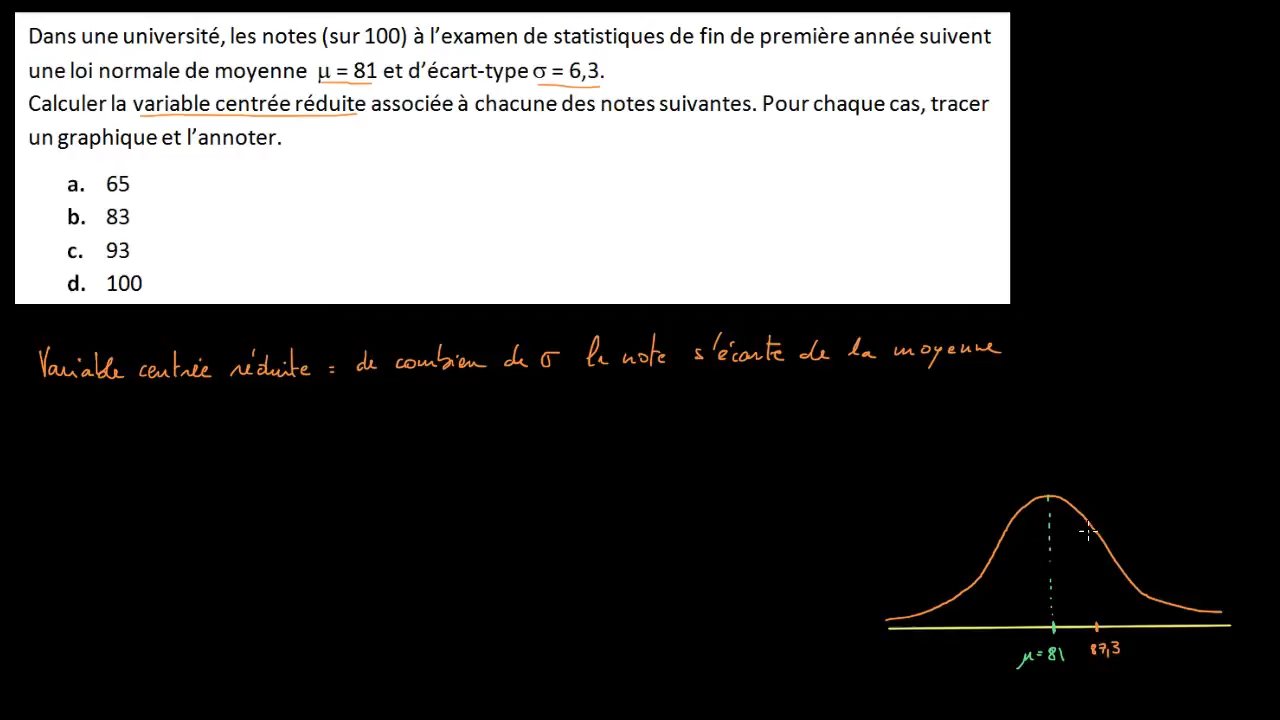 Dans une université, les notes (sur 100) à l'examen de statistiques de fin de première année suivent
une loi normale de moyenne μ = 81 et d'écart-type σ = 6,3.
Calculer la variable centrée réduite associée à chacune des notes suivantes. Pour chaque cas, tracer
un graphique et l'annoter.
a. 65
b. 83
c. 93
d. 100
Variable centrée réduite = de combien de σ la note s'écarte de la moyenne
μ = 81
87,3